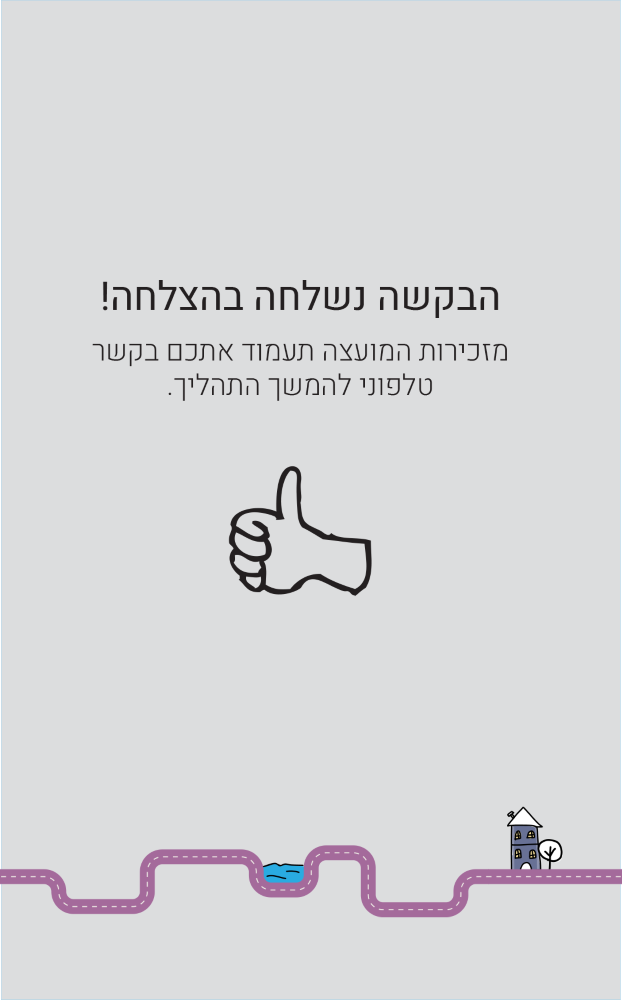 הבקשה נשלחה בהצלחה!
מזכירות המועצה תעמוד אתכם בקשר
טלפוני להמשך התהליך.